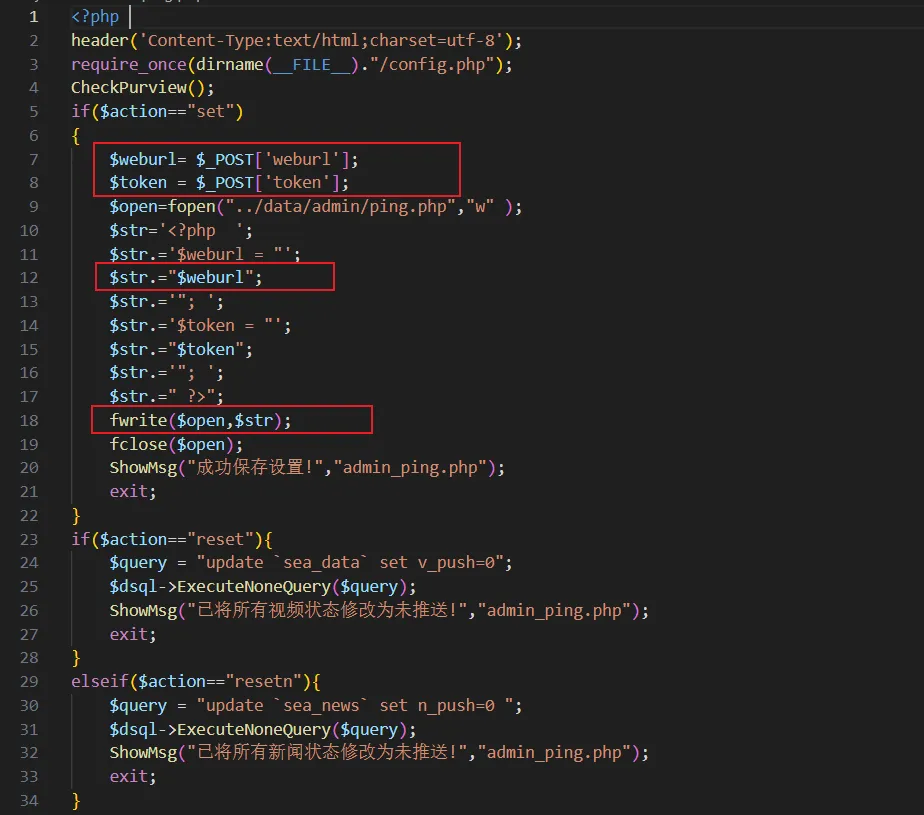 1 <?php
2 header('Content-Type:text/html;charset=utf-8');
3 require_once(dirname(__FILE__)."/config.php");
4 CheckPurview();
5 if($action=="set")
6 {
7 $weburl= $_POST['weburl'];
8 $token = $_POST['token'];
9 $open=fopen("../data/admin/ping.php","w" );
10 $str='<?php  ';
11 $str.='$weburl = "';
12 $str.="$weburl";
13 $str.='"; ';
14 $str.='$token = "';
15 $str.="$token";
16 $str.='"; ';
17 $str.=" ?>";
18 fwrite($open,$str);
19 fclose($open);
20 ShowMsg("成功保存设置!","admin_ping.php");
21 exit;
22 }
23 if($action=="reset"){
24 $query = "update `sea_data` set v_push=0";
25 $dsql->ExecuteNoneQuery($query);
26 ShowMsg("已将所有视频状态修改为未推送!","admin_ping.php");
27 exit;
28 }
29 elseif($action=="resetn"){
30 $query = "update `sea_news` set n_push=0 ";
31 $dsql->ExecuteNoneQuery($query);
32 ShowMsg("已将所有新闻状态修改为未推送!","admin_ping.php");
33 exit;
34 }